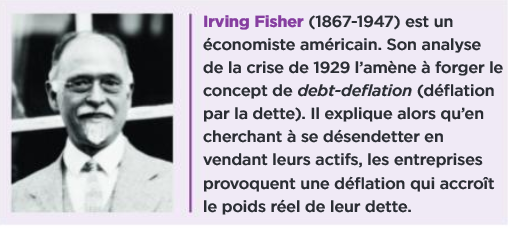 Irving Fisher (1867-1947) est un
économiste américain. Son analyse
de la crise de 1929 l’amène à forger le
concept de debt-deflation (déflation
par la dette). Il explique alors qu’en
cherchant à se désendetter en
vendant leurs actifs, les entreprises
provoquent une déflation qui accroît
le poids réel de leur dette.